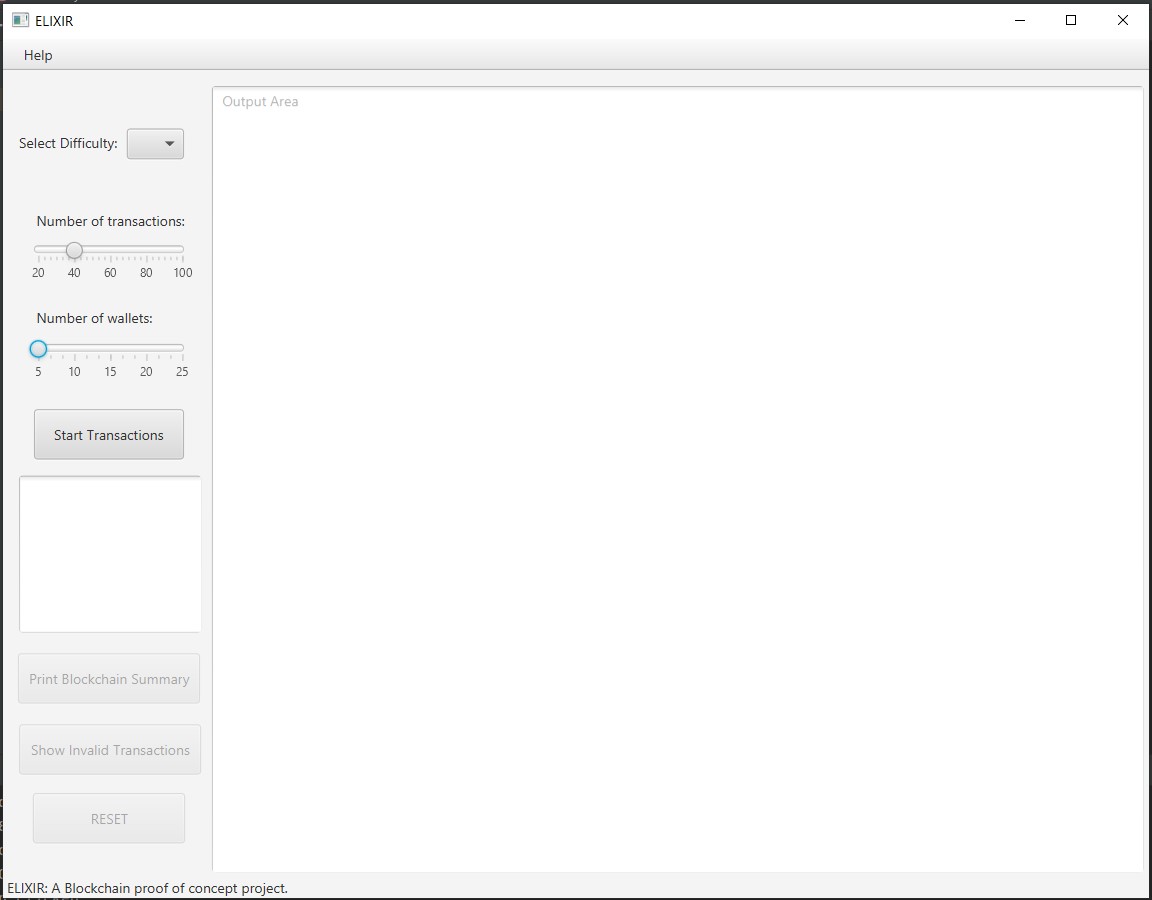 ELIXIR
Help
Output Area
Select Difficulty:
Number of transactions:
20 40 60 80 100
Number of wallets:
5 10 15 20 25
Start Transactions
Print Blockchain Summary
Show Invalid Transactions
RESET
ELIXIR: A Blockchain proof of concept project.